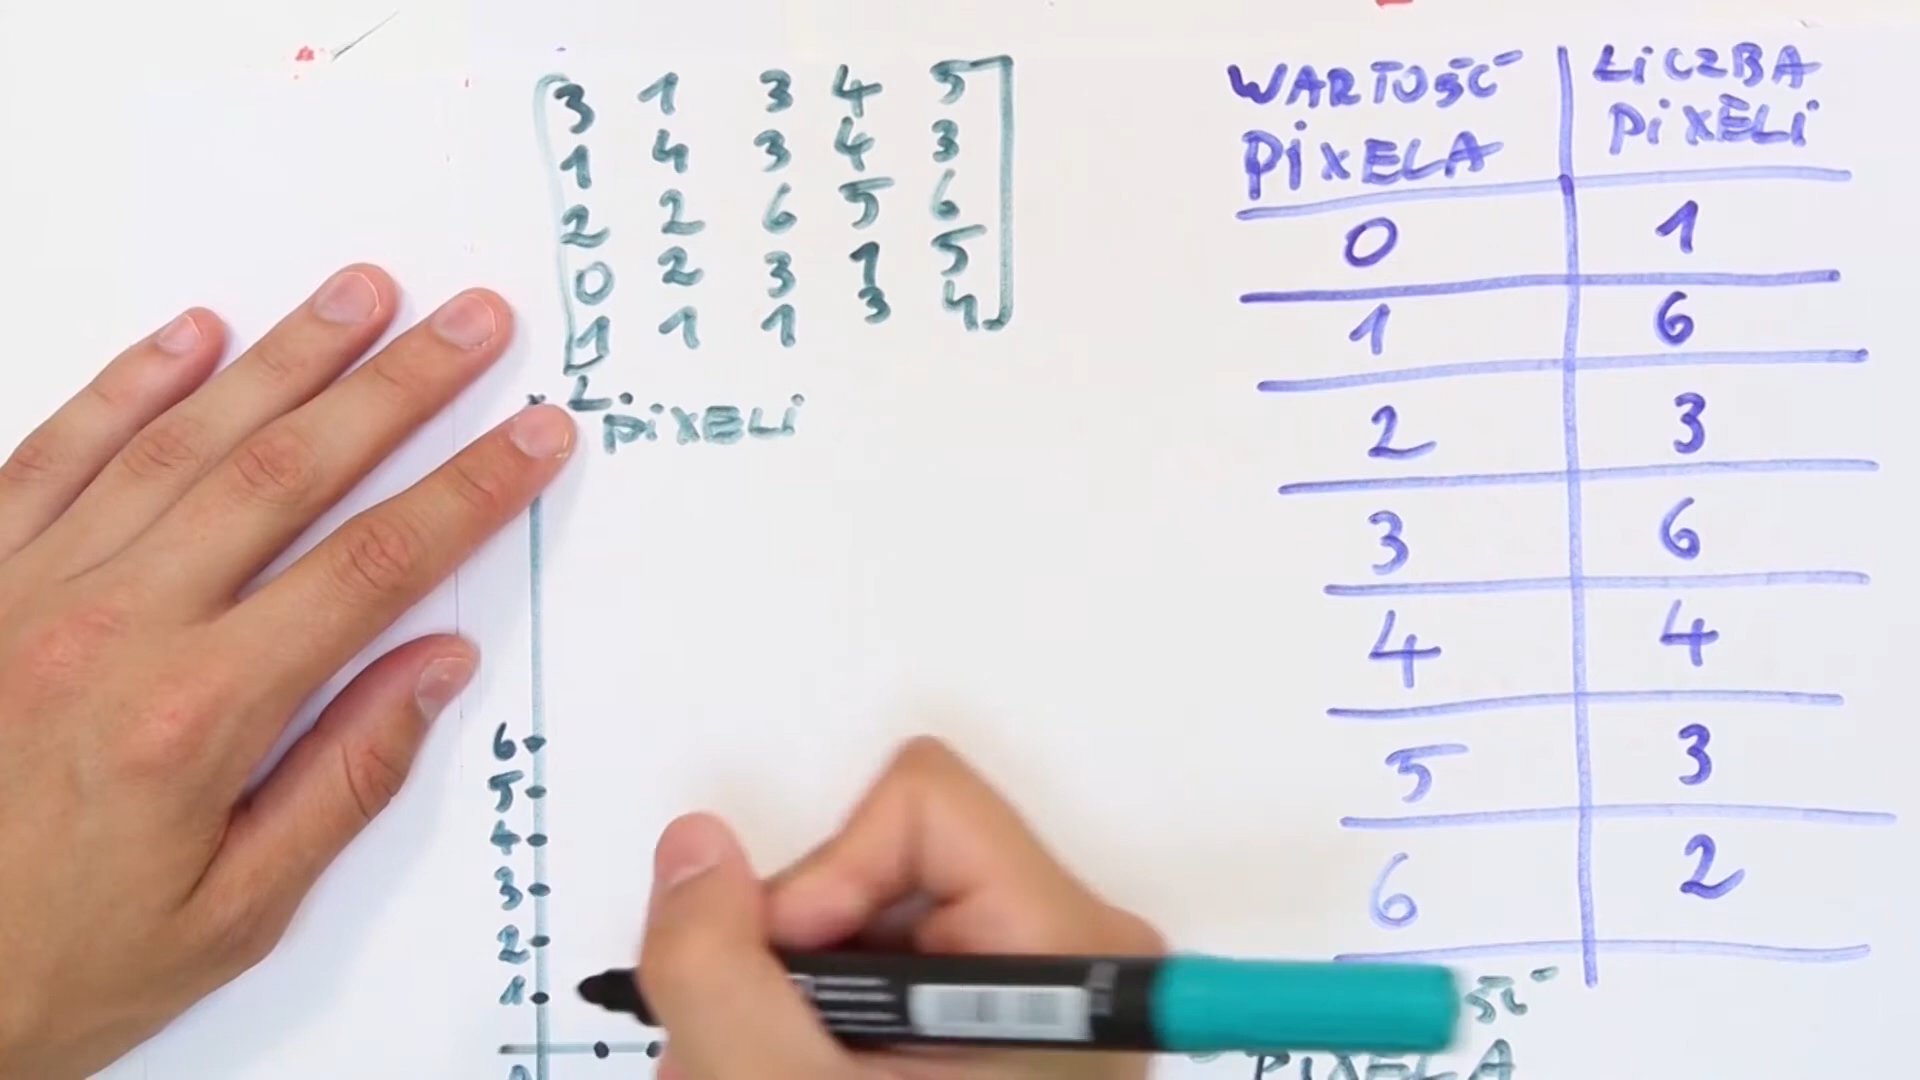 3 1 3 4 5
1 4 3 4 3
2 2 6 5 6
0 2 3 1 5
1 1 1 3 4
L.
PiXELi
6
5
4
3
2
1
WARTOŚĆ
PiXELA
LiCZBA
PiXELi
0 1
1 6
2 3
3 6
4 4
5 3
6 2
ŚĆ
PiXELA